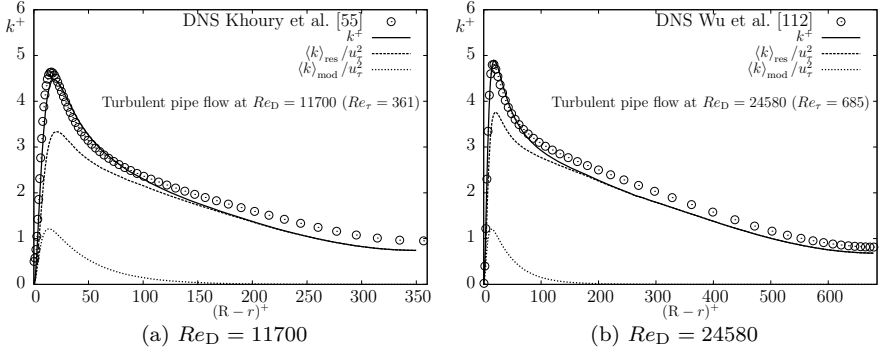 DNS Khoury et al. [55]
k⁺
⟨k⟩res/u²τ
⟨k⟩mod/u²τ
Turbulent pipe flow at ReD = 11700 (Reτ = 361)
k⁺
6
5
4
3
2
1
0
0 50 100 150 200 250 300 350
(R − r)⁺
(a) ReD = 11700
DNS Wu et al. [112]
k⁺
⟨k⟩res/u²τ
⟨k⟩mod/u²τ
Turbulent pipe flow at ReD = 24580 (Reτ = 685)
k⁺
6
5
4
3
2
1
0
0 100 200 300 400 500 600
(R − r)⁺
(b) ReD = 24580